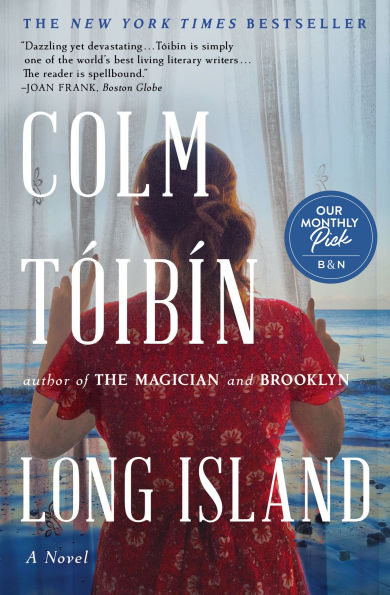 THE NEW YORK TIMES BESTSELLER
“Dazzling yet devastating…Tóibín is simply
one of the world’s best living literary writers…
The reader is spellbound.”
–JOAN FRANK, Boston Globe
COLM
TÓIBÍN
OUR
MONTHLY
Pick
B&N
author of THE MAGICIAN and BROOKLYN
LONG ISLAND
A Novel